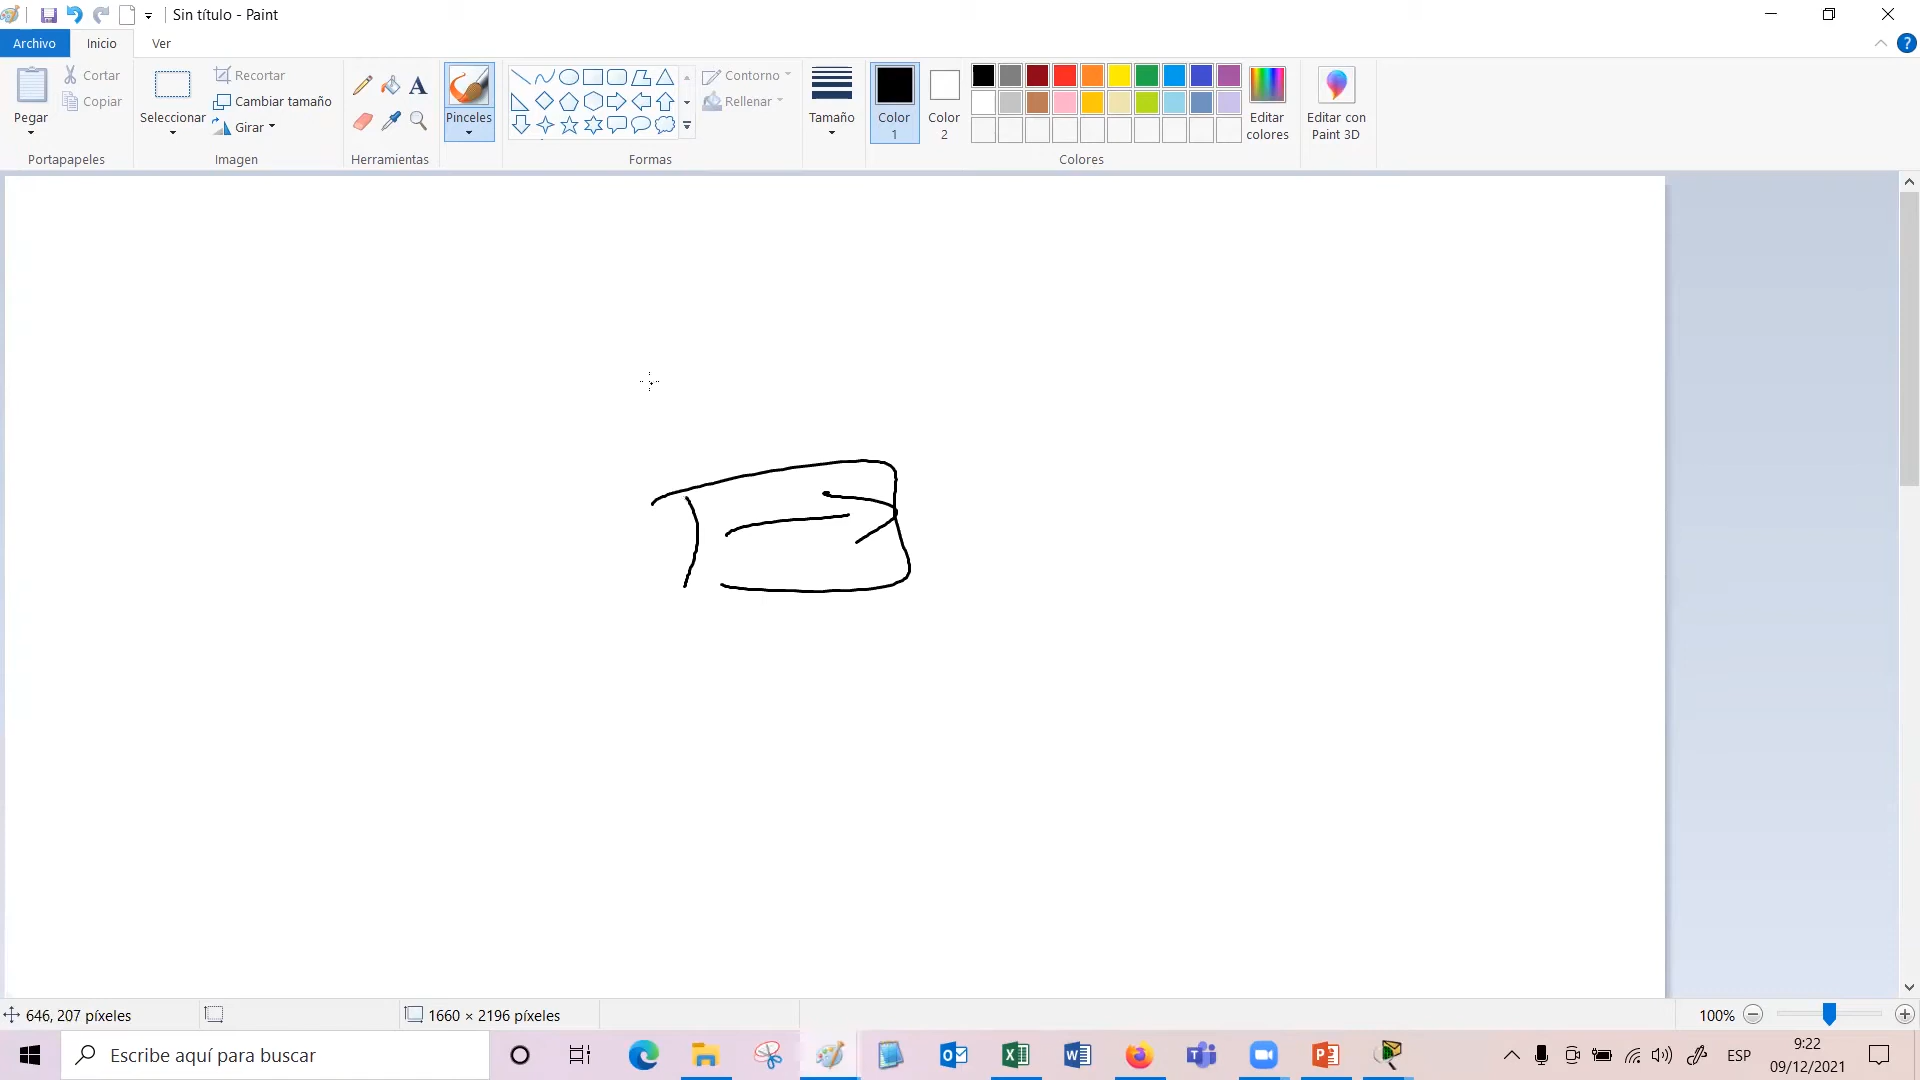 Sin título - Paint
Archivo Inicio Ver
Pegar
Cortar
Copiar
Portapapeles
Seleccionar
Recortar
Cambiar tamaño
Girar
Imagen
A
Herramientas
Pinceles
Contorno
Rellenar
Formas
Tamaño
Color
1
Color
2
Editar
colores
Colores
Editar con
Paint 3D
646, 207 píxeles
1660 × 2196 píxeles
100%
Escribe aquí para buscar
ESP
9:22
09/12/2021